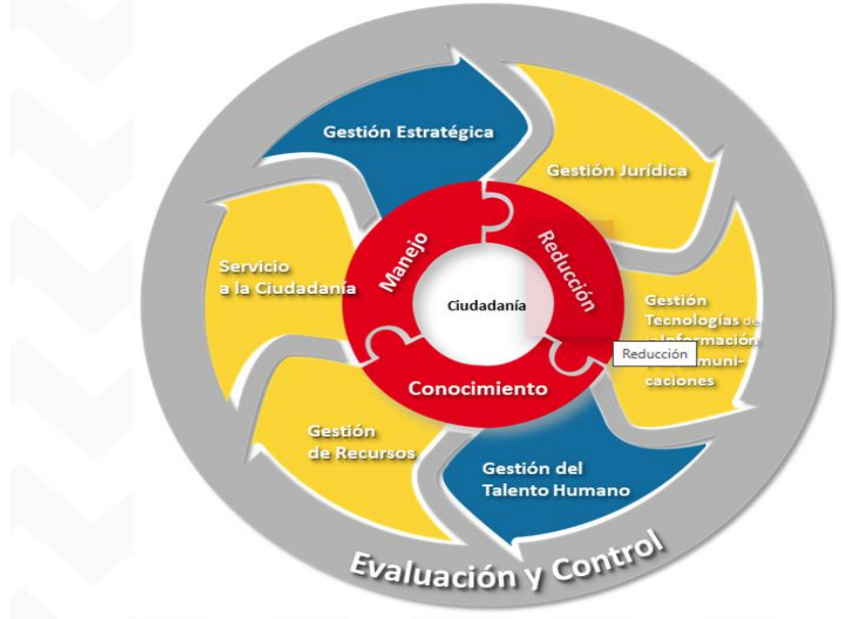 Gestión Estratégica
Gestión Jurídica
Manejo
Reducción
Servicio
a la Ciudadanía
Ciudadanía
Gestión
Tecnologías de
Información
Reducción
caciones
Conocimiento
Gestión
de Recursos
Gestión del
Talento Humano
Evaluación y Control